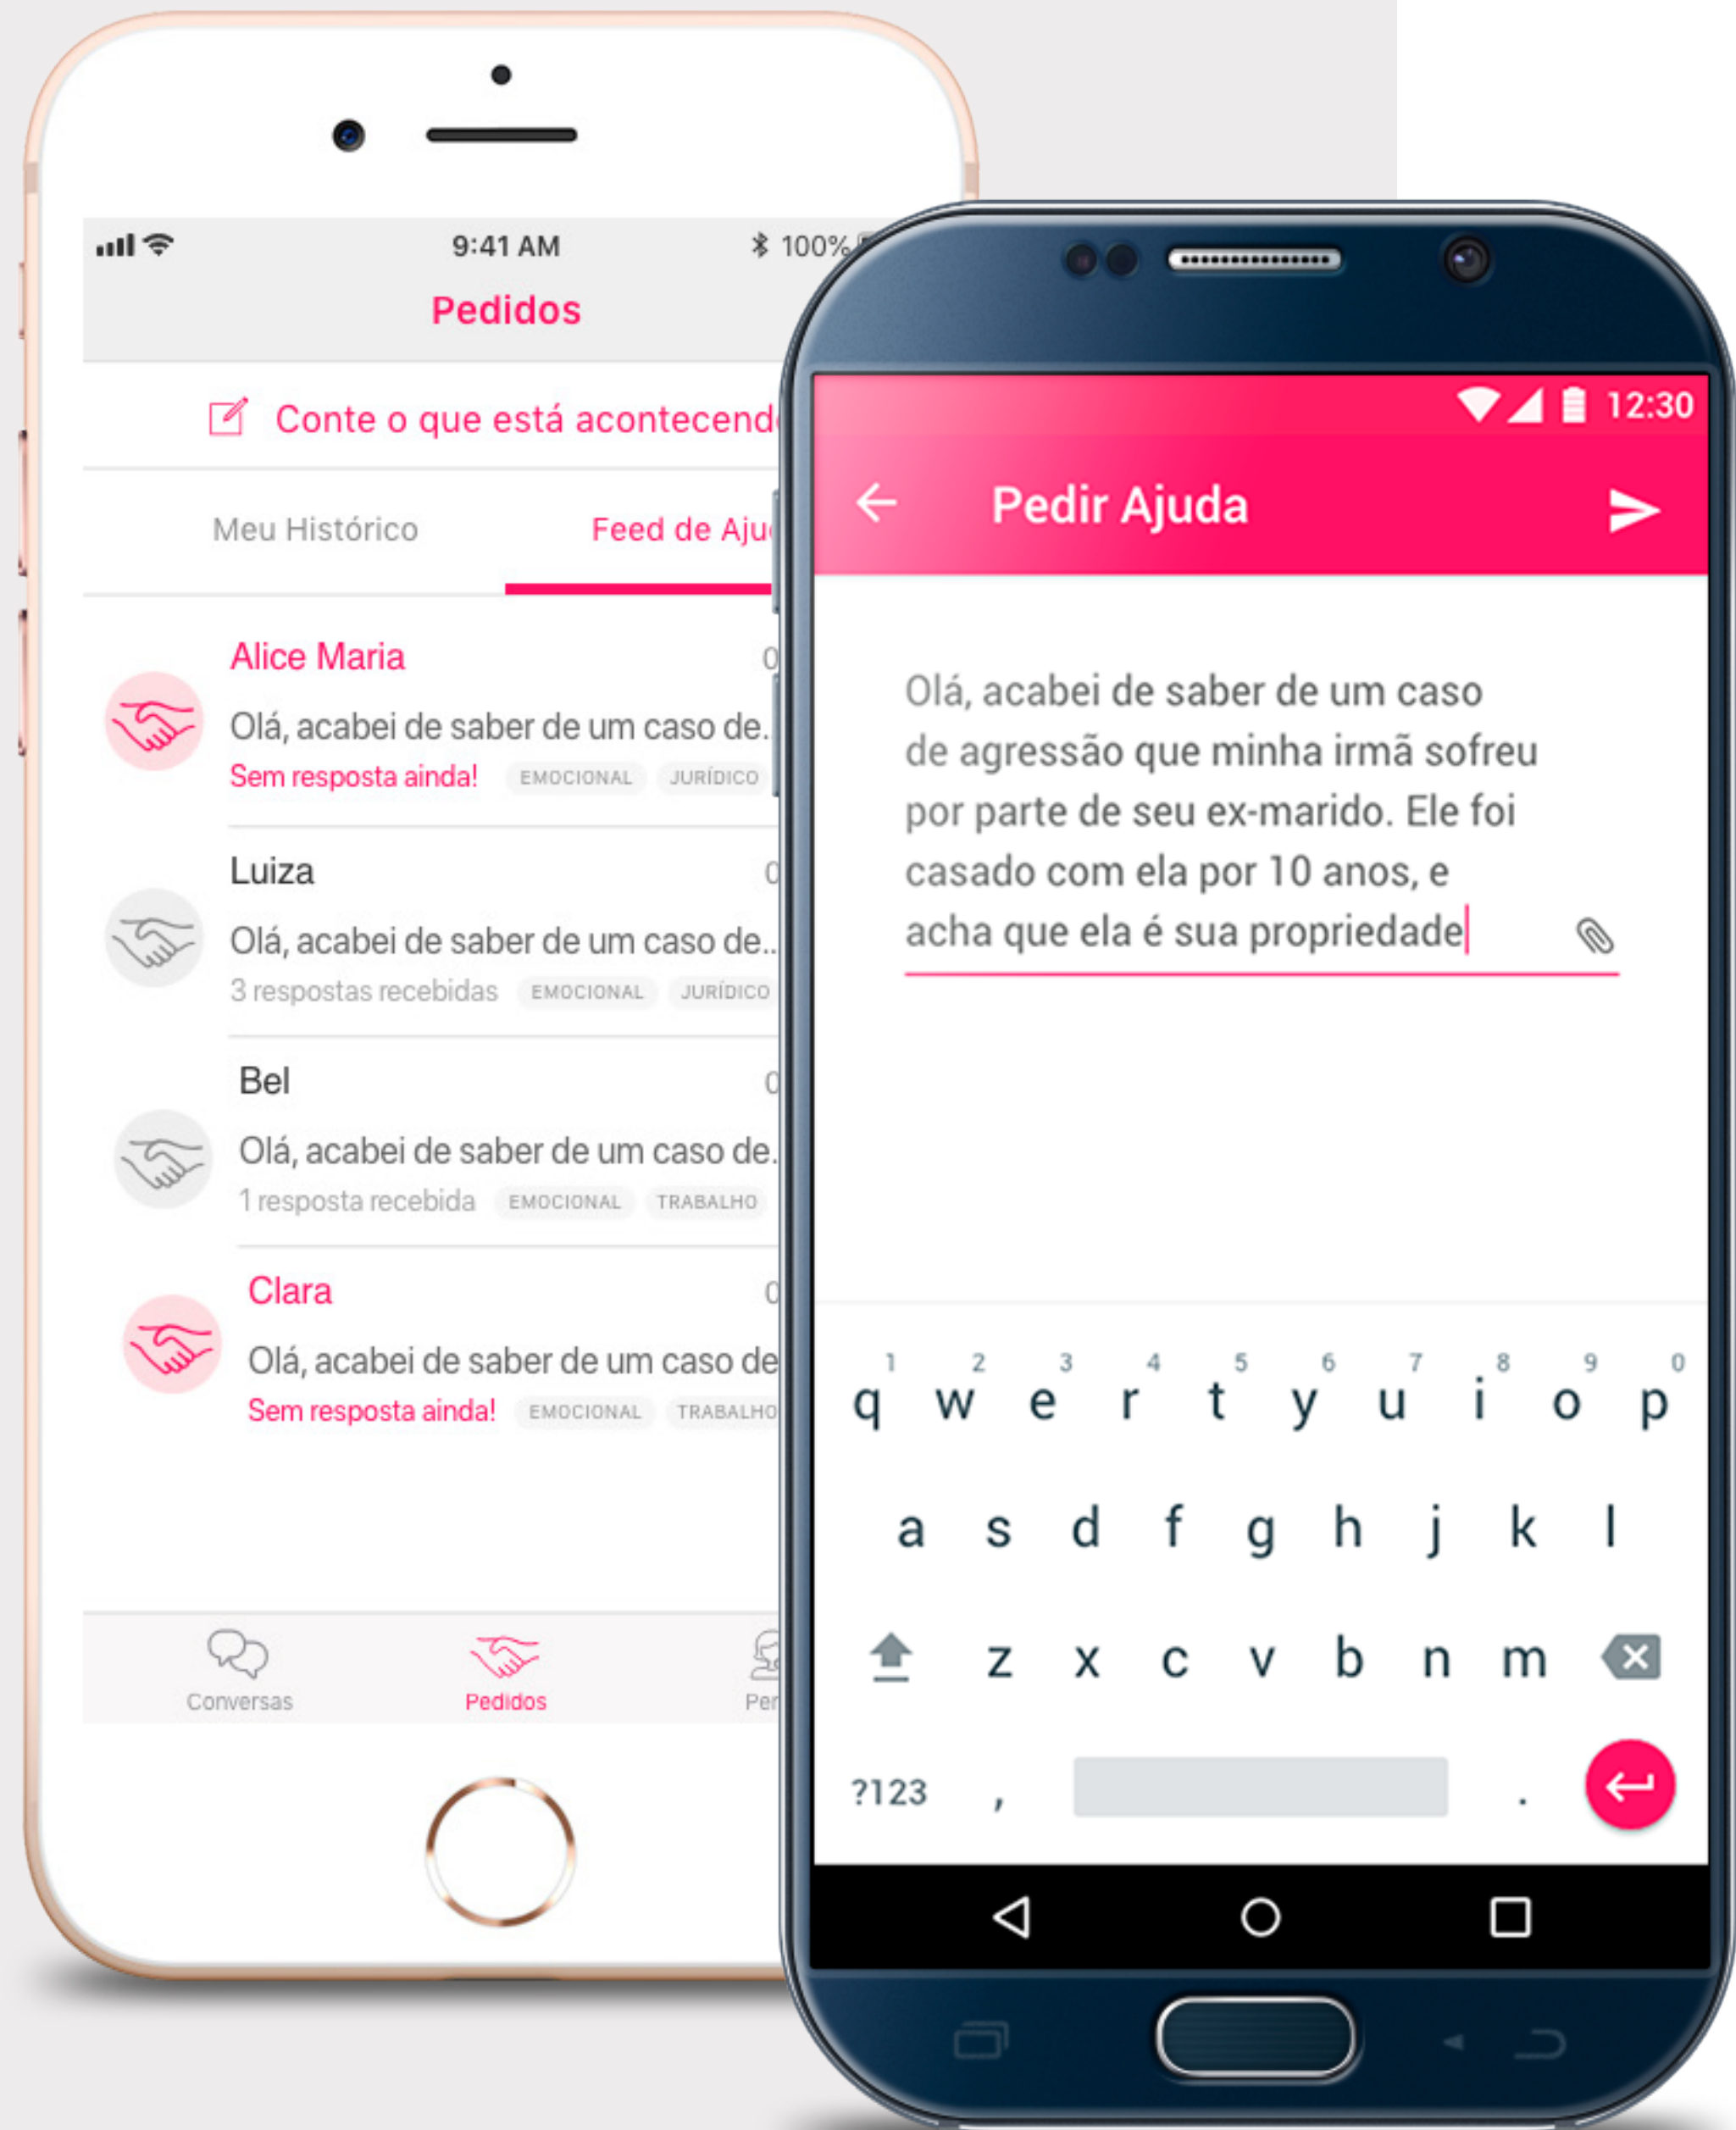 9:41 AM
100%
Pedidos
Conte o que está
Meu Histórico
Feed de
Alice Maria
Olá, acabei de saber de um caso de..
Sem resposta ainda!
EMOCIONAL
JURÍDICO
Luiza
Olá, acabei de saber de um caso de...
3 respostas recebidas
EMOCIONAL
JURÍDICO
Bel
Olá, acabei de saber de um caso de.
1 resposta recebida
EMOCIONAL
TRABALHO
Clara
Olá, acabei de saber de um caso de
Sem resposta ainda!
EMOCIONAL
TRABALHO
Conversas
Pedidos
12:30
Pedir Ajuda
Olá, acabei de saber de um caso
de agressão que minha irmã sofreu
por parte de seu ex-marido. Ele foi
casado com ela por 10 anos, e
acha que ela é sua propriedade
1 2 3 4 5 6 7 8 9 0
q w e r t y u i o p
a s d f g h j k l
z x c v b n m
?123 , .